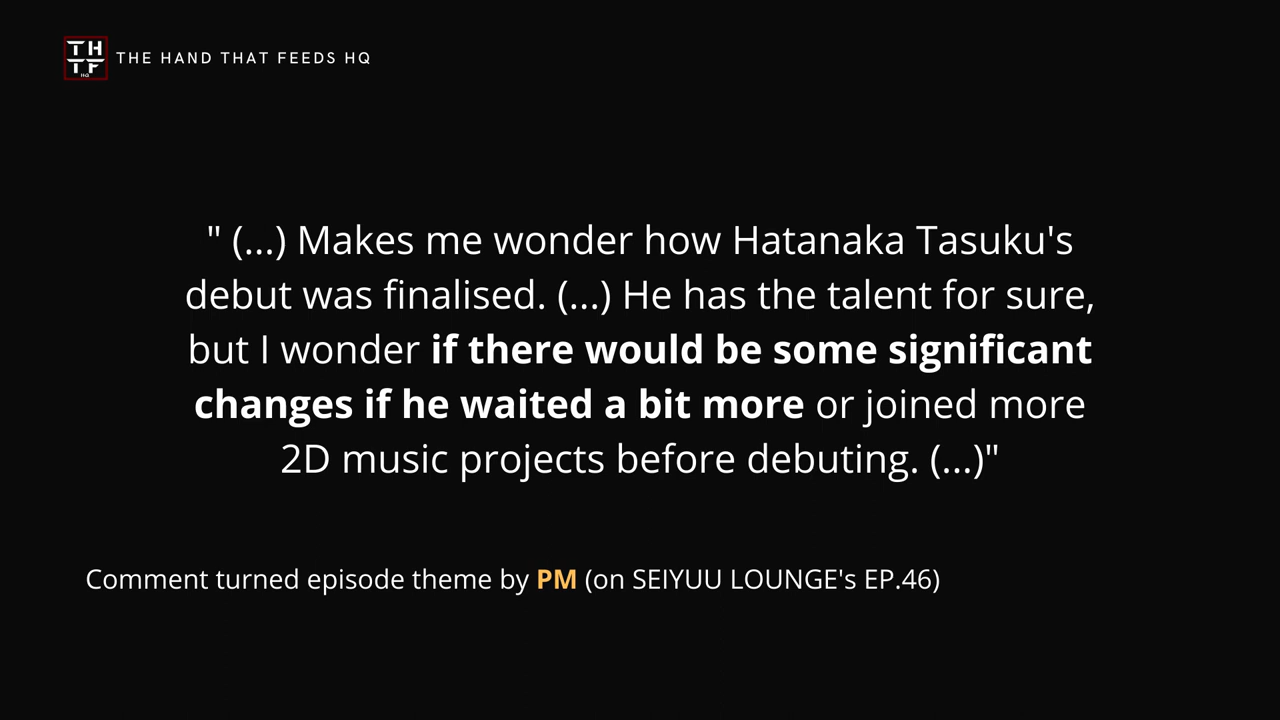 TH
TF
HQ
THE HAND THAT FEEDS HQ
" (...) Makes me wonder how Hatanaka Tasuku's
debut was finalised. (...) He has the talent for sure,
but I wonder if there would be some significant
changes if he waited a bit more or joined more
2D music projects before debuting. (...)"
Comment turned episode theme by PM (on SEIYUU LOUNGE's EP.46)